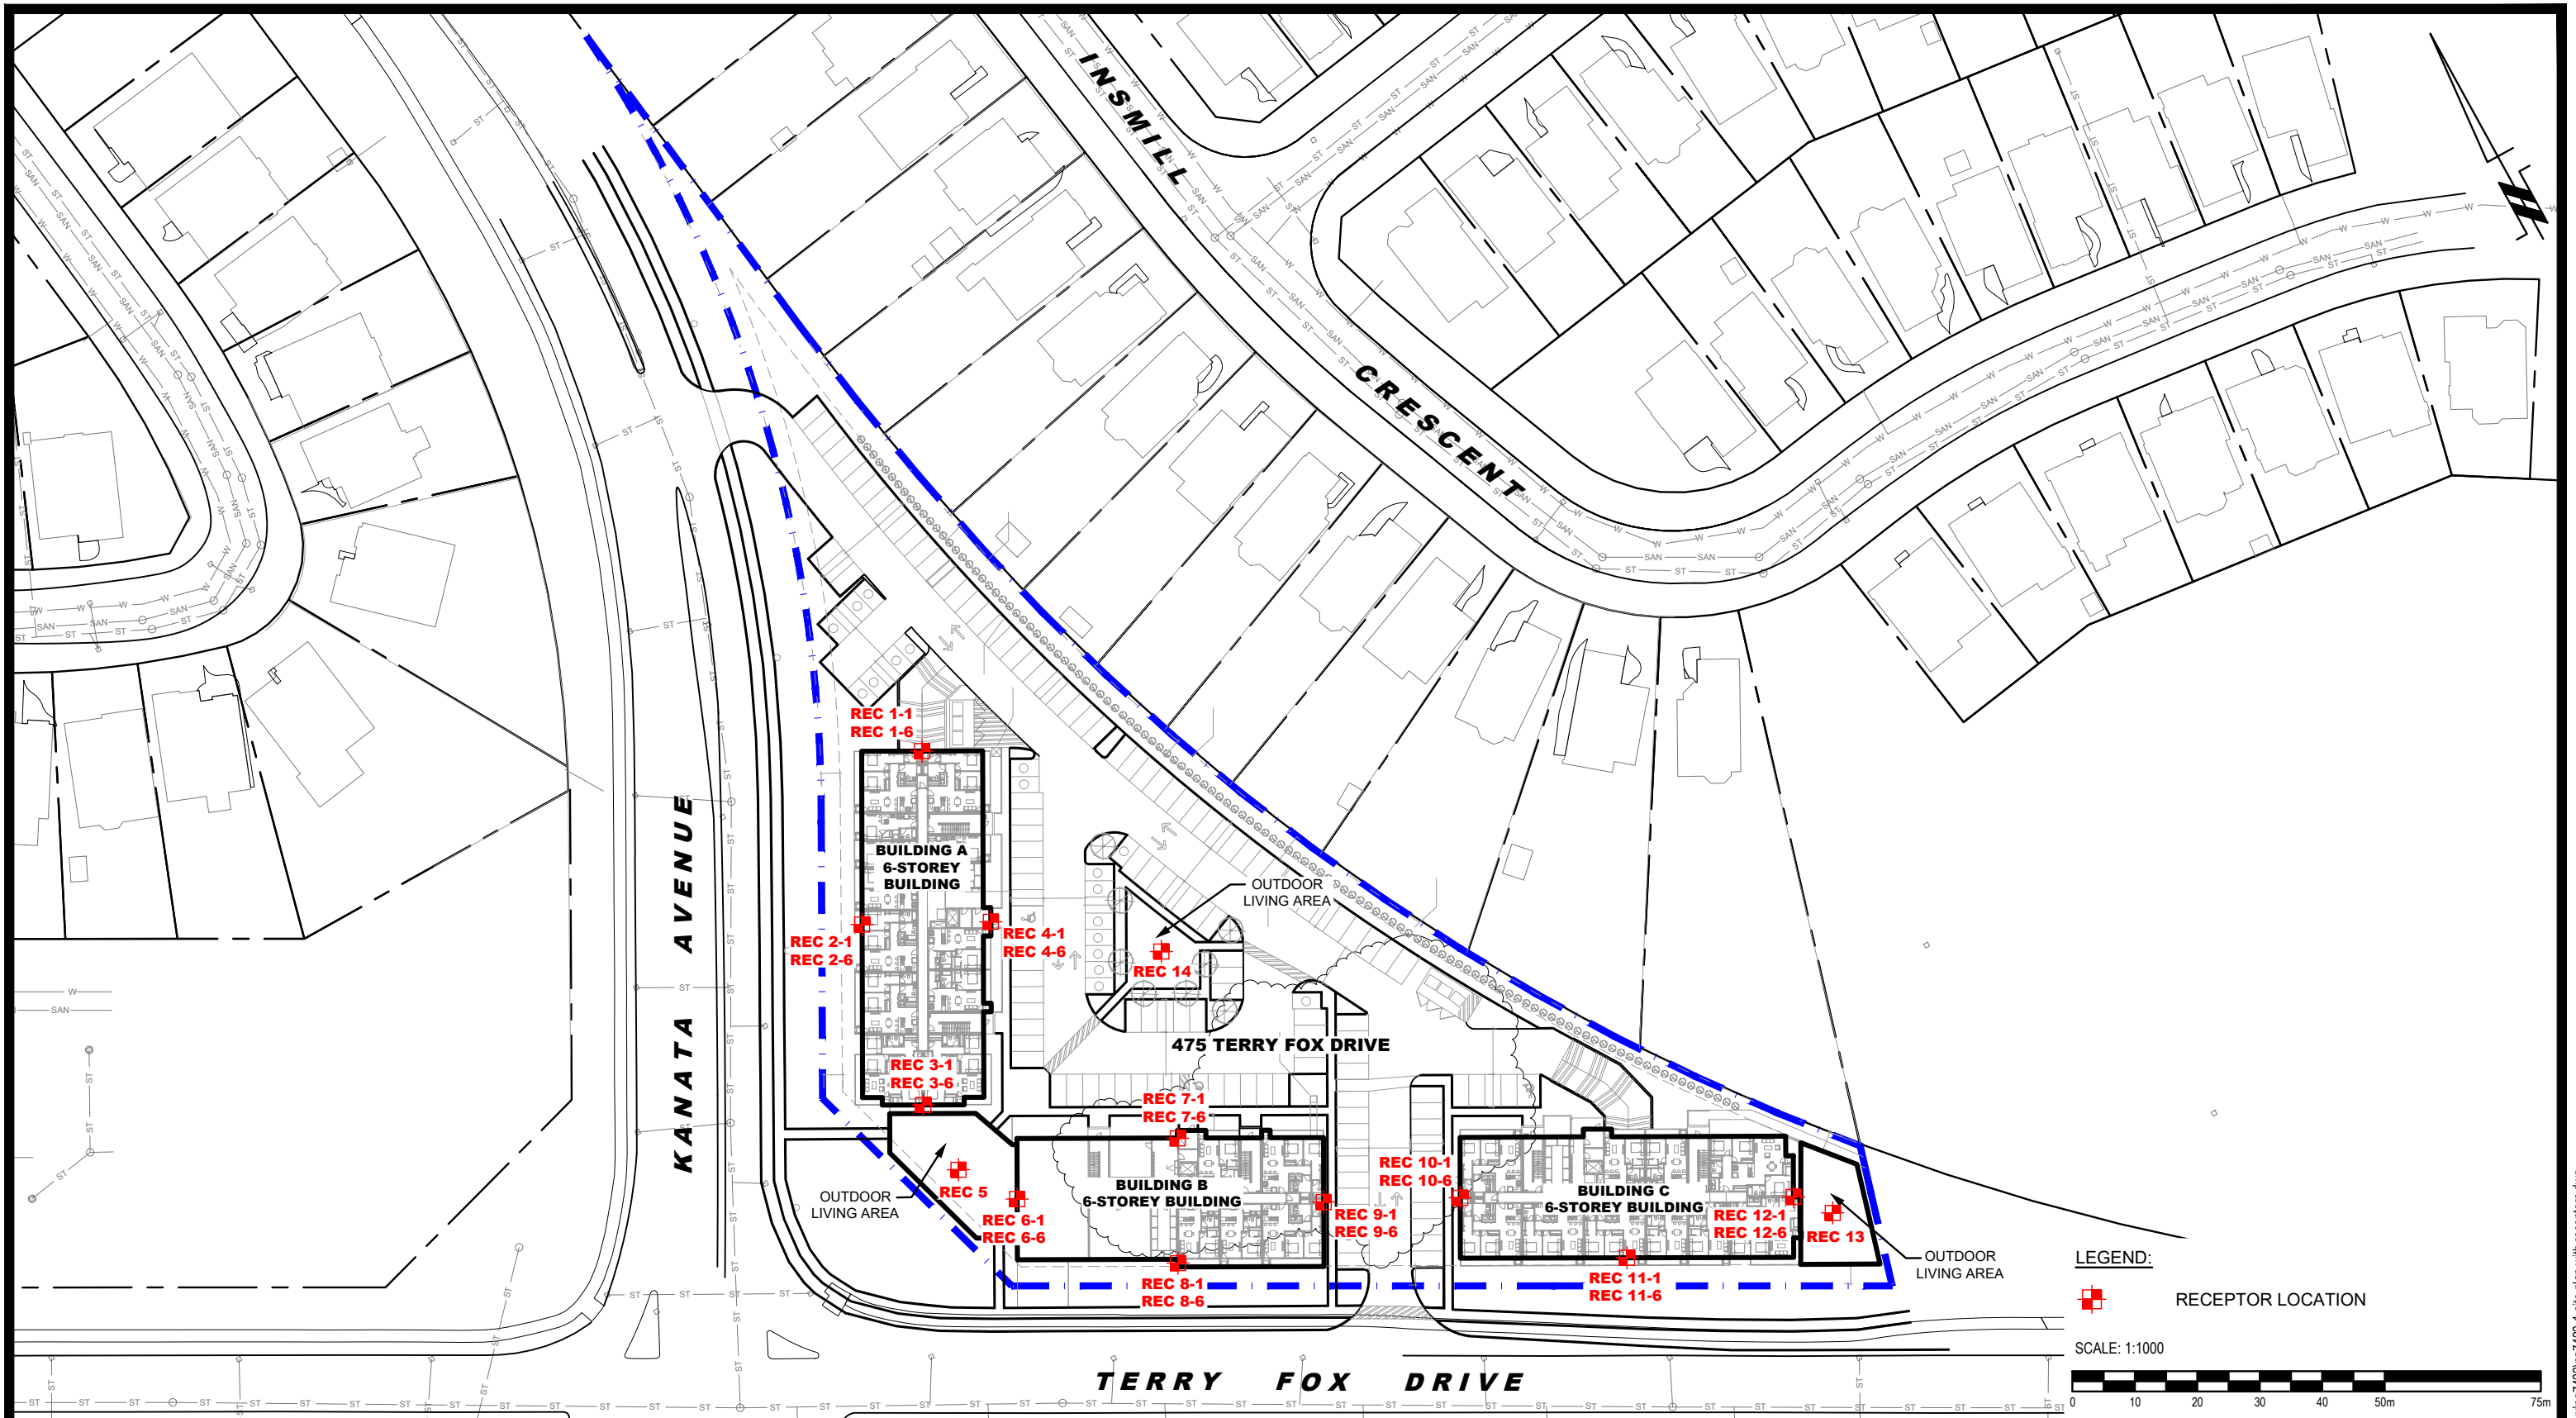 INSMILL
CRESCENT
REC 1-1
REC 1-6
KANATA AVENUE
BUILDING A
6-STOREY
BUILDING
OUTDOOR
LIVING AREA
REC 2-1
REC 2-6
REC 4-1
REC 4-6
REC 14
475 TERRY FOX DRIVE
REC 3-1
REC 3-6
REC 7-1
REC 7-6
REC 5
OUTDOOR
LIVING AREA
REC 6-1
REC 6-6
BUILDING B
6-STOREY BUILDING
REC 9-1
REC 9-6
REC 10-1
REC 10-6
BUILDING C
6-STOREY BUILDING
REC 12-1
REC 12-6
REC 13
OUTDOOR
LIVING AREA
REC 8-1
REC 8-6
REC 11-1
REC 11-6
TERRY FOX DRIVE
LEGEND:
RECEPTOR LOCATION
SCALE: 1:1000
0 10 20 30 40 50m 75m